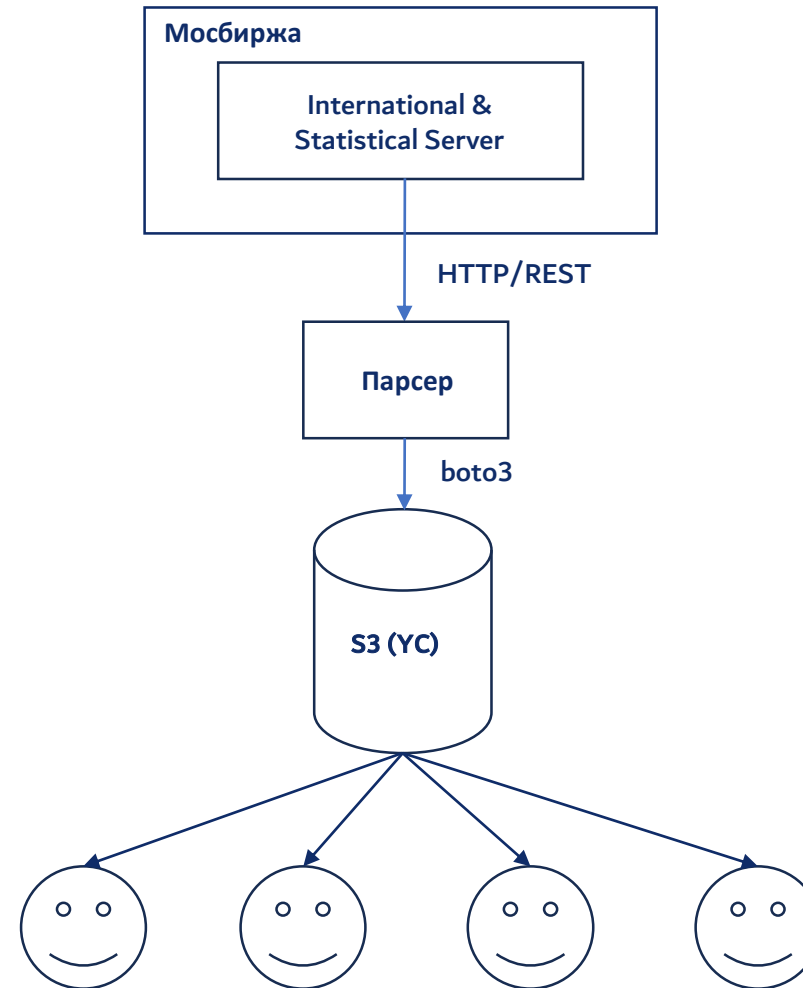 Мосбиржа
International &
Statistical Server
HTTP/REST
Парсер
boto3
S3 (YC)